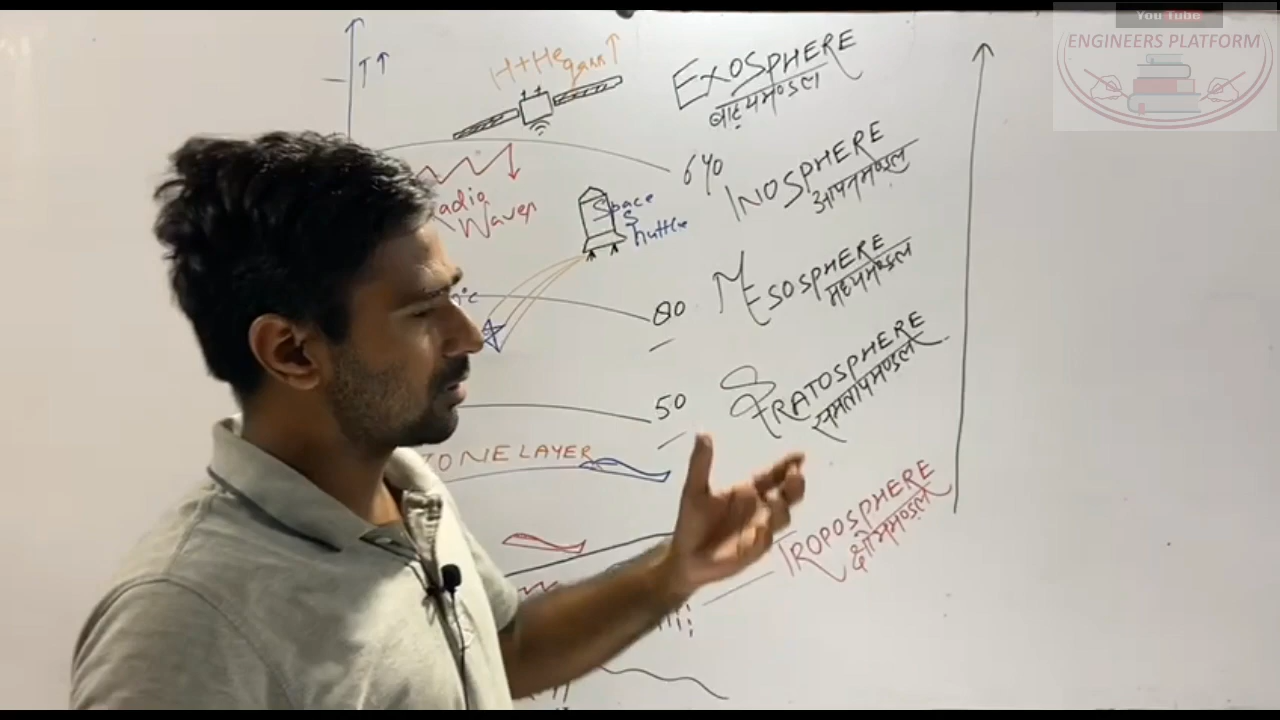 You Tube
ENGINEERS PLATFORM
T↑
H+He gases↑
EXOSPHERE
बाह्यमण्डल
640
INOSPHERE
आयनमण्डल
Radio
Waves
Space
Shuttle
°c
80
MESOSPHERE
मध्यमण्डल
50
STRATOSPHERE
समतापमण्डल
ZONE LAYER
TROPOSPHERE
क्षोभमण्डल